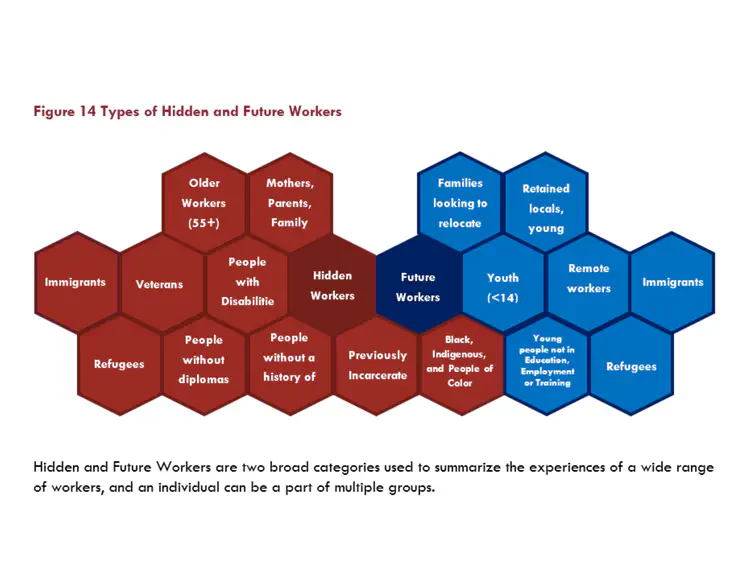 Figure 14 Types of Hidden and Future Workers
Older
Workers
(55+)
Mothers,
Parents,
Family
Families
looking to
relocate
Retained
locals,
young
Immigrants
Veterans
People
with
Disabilitie
Hidden
Workers
Future
Workers
Youth
(<14)
Remote
workers
Immigrants
Refugees
People
without
diplomas
People
without a
history of
Previously
Incarcerate
Black,
Indigenous,
and People of
Color
Young
people not in
Education,
Employment
or Training
Refugees
Hidden and Future Workers are two broad categories used to summarize the experiences of a wide range
of workers, and an individual can be a part of multiple groups.